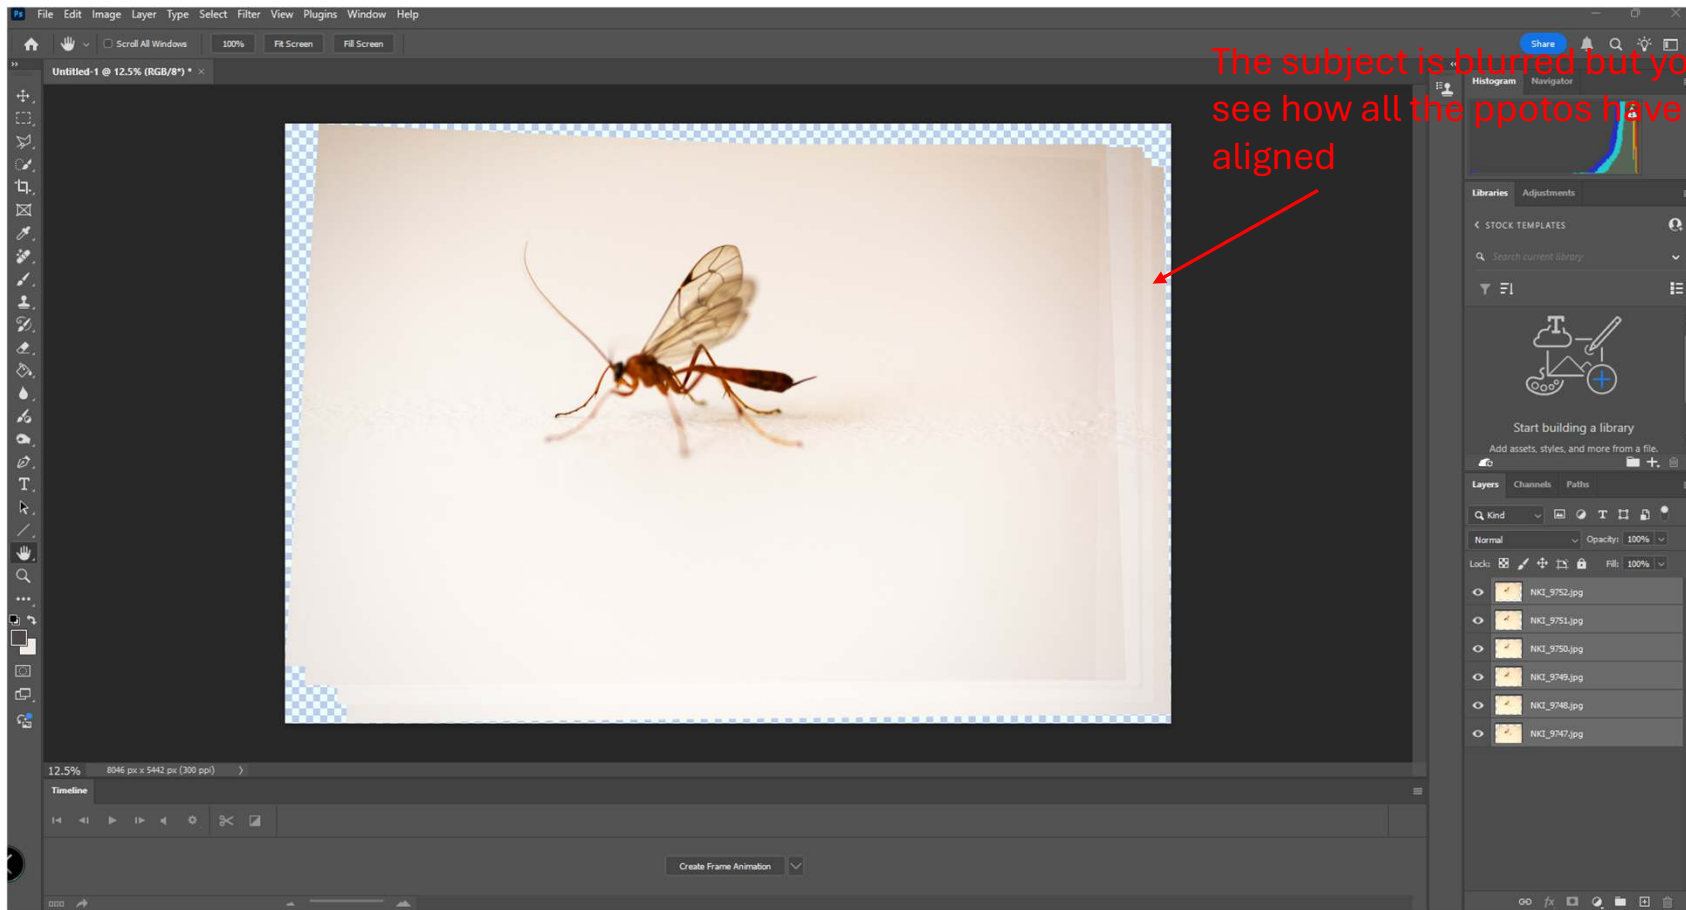 Ps File Edit Image Layer Type Select Filter View Plugins Window Help
Scroll All Windows 100% Fit Screen Fill Screen Share
Untitled-1 @ 12.5% (RGB/8*) * ×
The subject is blurred but yo
see how all the ppotos have
aligned
Histogram Navigator
Libraries Adjustments
STOCK TEMPLATES
Search current library
Start building a library
Add assets, styles, and more from a file.
Layers Channels Paths
Kind
Normal Opacity: 100%
Lock: Fill: 100%
NKI_9752.jpg
NKI_9751.jpg
NKI_9750.jpg
NKI_9749.jpg
NKI_9748.jpg
NKI_9747.jpg
12.5% 8046 px x 5442 px (300 ppi)
Timeline
Create Frame Animation
fx